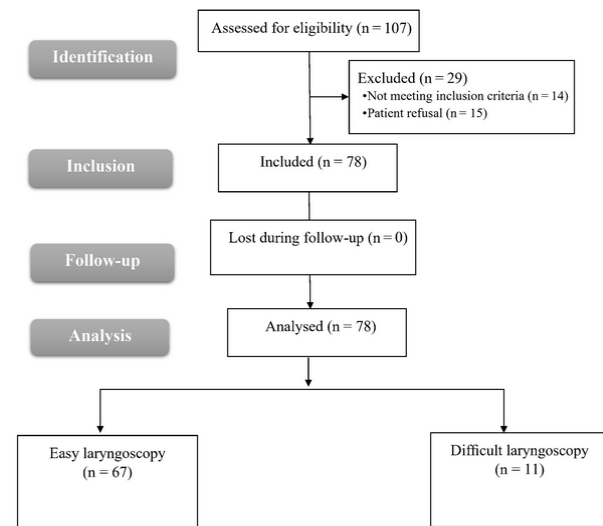 Assessed for eligibility (n = 107)
Identification
Excluded (n = 29)
•Not meeting inclusion criteria (n = 14)
•Patient refusal (n = 15)
Inclusion
Included (n = 78)
Lost during follow-up (n = 0)
Follow-up
Analysed (n = 78)
Analysis
Easy laryngoscopy
(n = 67)
Difficult laryngoscopy
(n = 11)